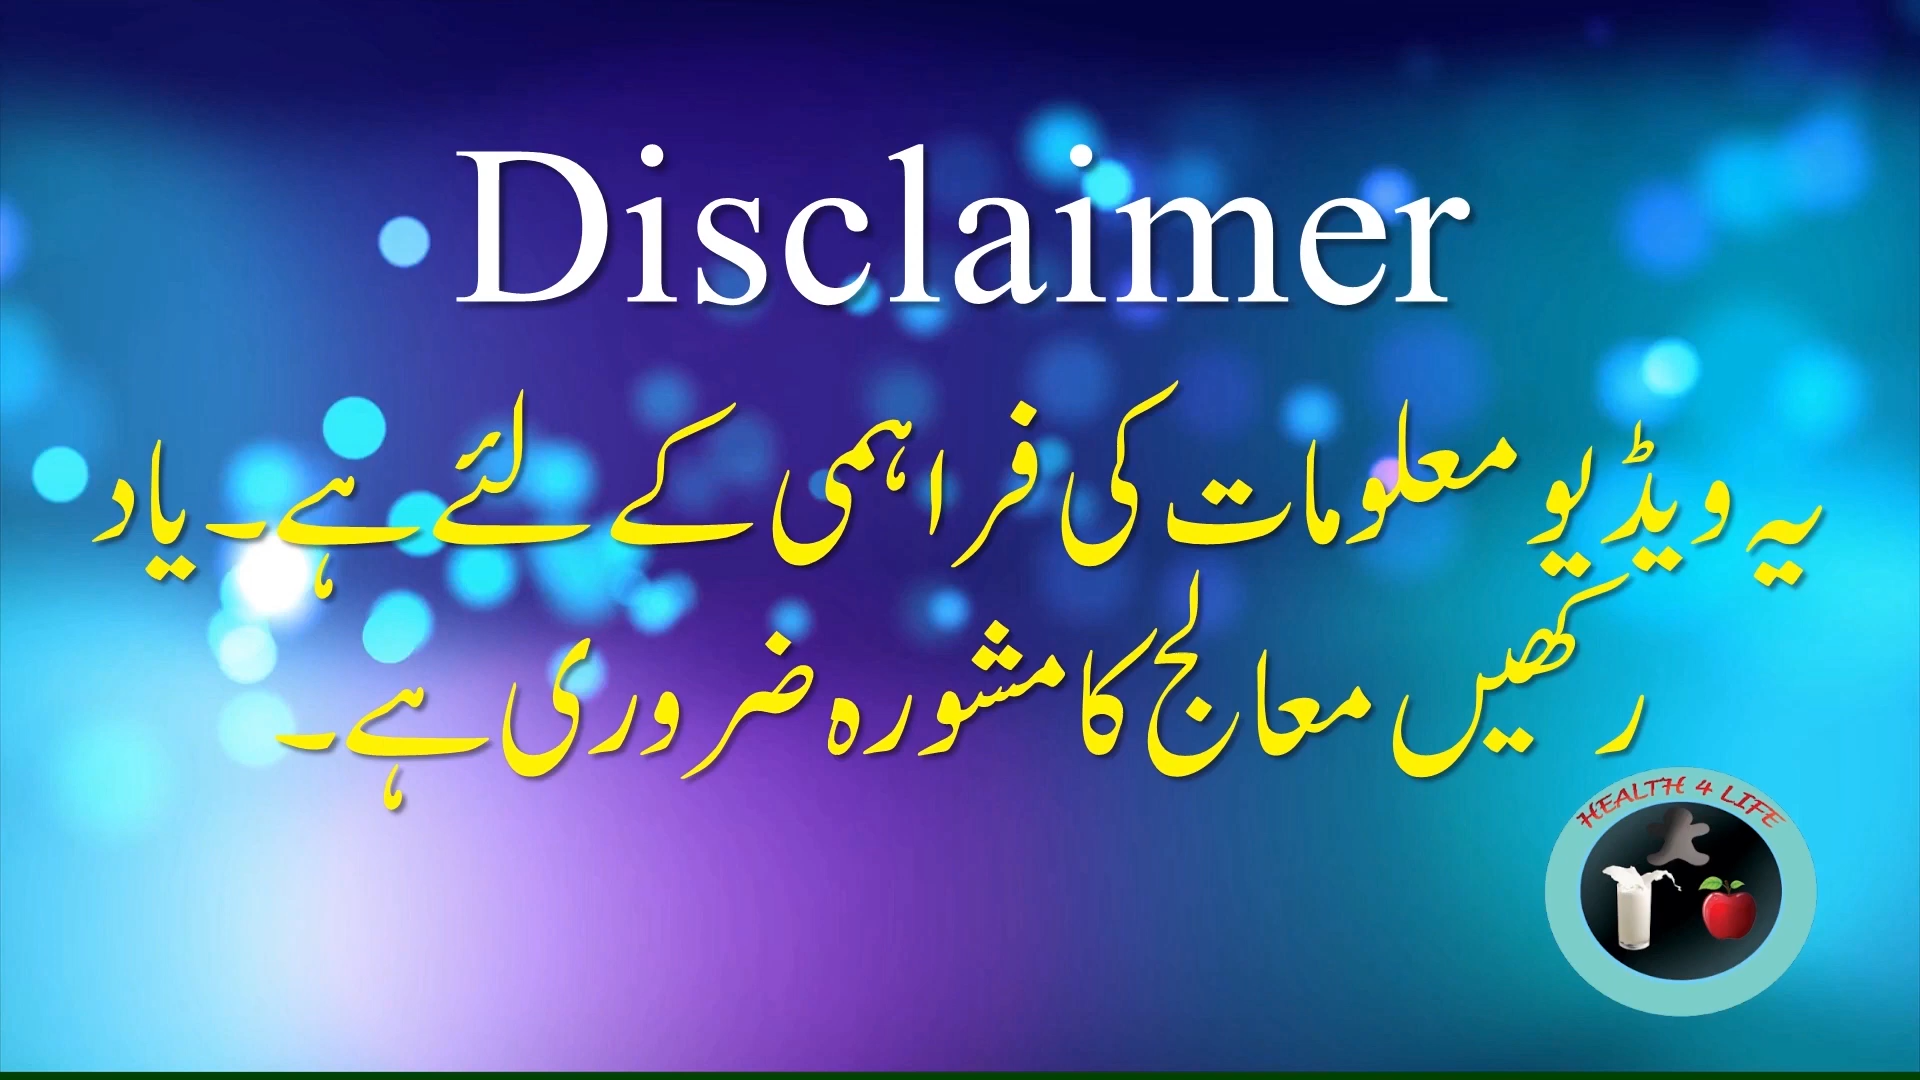 Disclaimer
یہ ویڈیو معلومات کی فراہمی کے لئے ہے۔ یاد
رکھیں معالج کا مشورہ ضروری ہے۔
HEALTH 4 LIFE